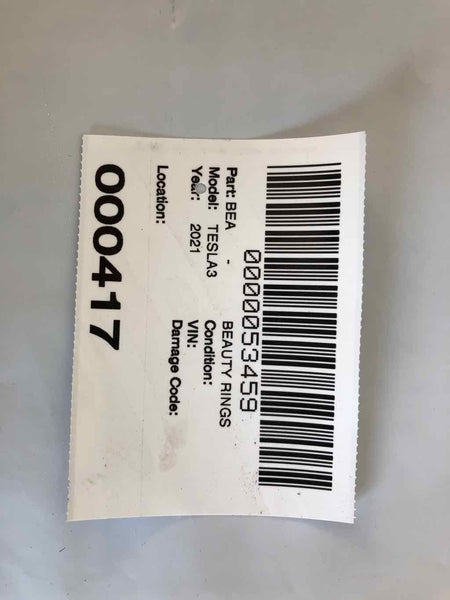 0000053459
Part: BEA - BEAUTY RINGS
Model: TESLA3 Condition:
Year: 2021 VIN:
Damage Code:
Location:
000417